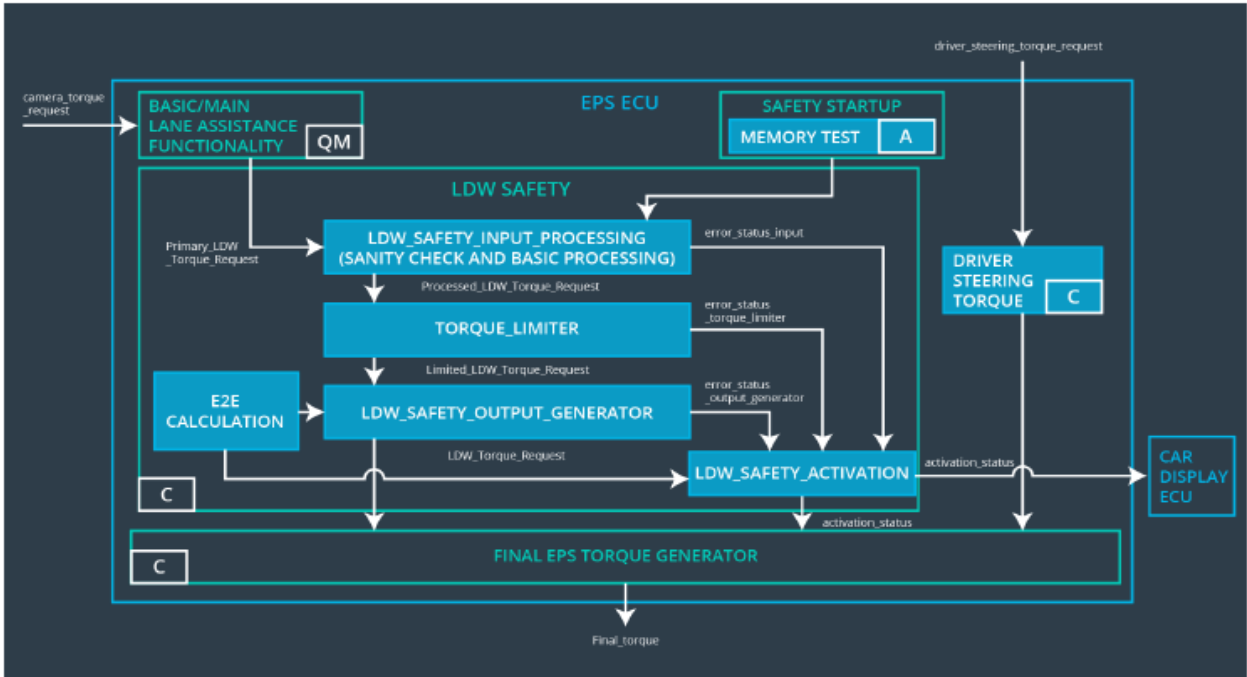 driver_steering_torque_request
camera_torque
_request
EPS ECU
BASIC/MAIN
LANE ASSISTANCE
FUNCTIONALITY
QM
SAFETY STARTUP
MEMORY TEST
A
LDW SAFETY
Primary_LDW
_Torque_Request
LDW_SAFETY_INPUT_PROCESSING
(SANITY CHECK AND BASIC PROCESSING)
error_status_input
DRIVER
STEERING
TORQUE
C
Processed_LDW_Torque_Request
TORQUE_LIMITER
error_status
_torque_limiter
Limited_LDW_Torque_Request
E2E
CALCULATION
LDW_SAFETY_OUTPUT_GENERATOR
error_status
_output_generator
LDW_Torque_Request
LDW_SAFETY_ACTIVATION
activation_status
CAR
DISPLAY
ECU
C
activation_status
FINAL EPS TORQUE GENERATOR
C
Final_torque